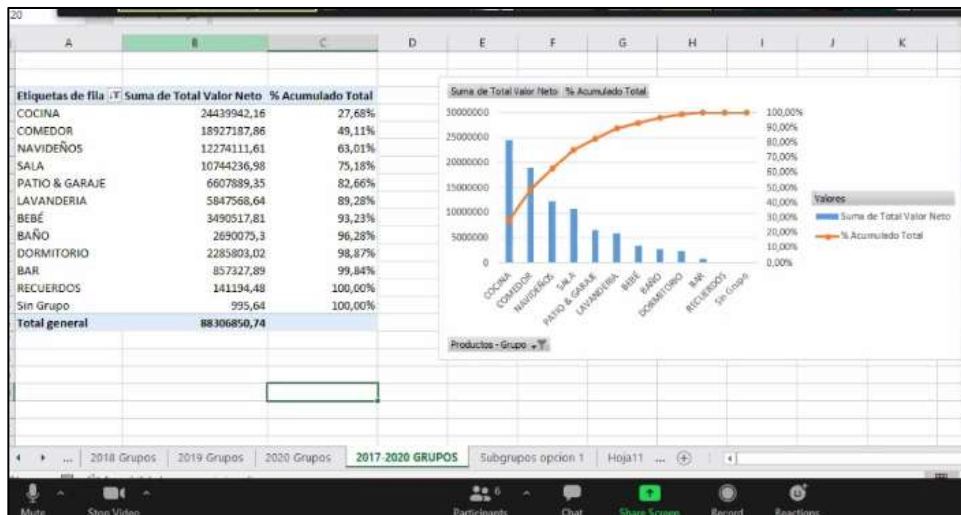 20
A B C D E F G H I J K
Etiquetas de fila Suma de Total Valor Neto % Acumulado Total
COCINA 24439942,16 27,68%
COMEDOR 18927187,86 49,11%
NAVIDEÑOS 12274111,61 63,01%
SALA 10744236,98 75,18%
PATIO & GARAJE 6607889,35 82,66%
LAVANDERIA 5847568,64 89,28%
BEBÉ 3490517,81 93,23%
BAÑO 2690075,3 96,28%
DORMITORIO 2285803,02 98,87%
BAR 857327,89 99,84%
RECUERDOS 141194,48 100,00%
Sin Grupo 995,64 100,00%
Total general 88306850,74
Suma de Total Valor Neto % Acumulado Total
30000000
25000000
20000000
15000000
10000000
5000000
0
100,00%
90,00%
80,00%
70,00%
60,00%
50,00%
40,00%
30,00%
20,00%
10,00%
0,00%
COCINA
COMEDOR
NAVIDEÑOS
SALA
PATIO & GARAJE
LAVANDERIA
BEBÉ
BAÑO
DORMITORIO
BAR
RECUERDOS
Sin Grupo
Valores
Suma de Total Valor Neto
% Acumulado Total
Productos - Grupo
... 2018 Grupos 2019 Grupos 2020 Grupos 2017-2020 GRUPOS Subgrupos opcion 1 Hoja11 ...
Mute Stop Video Participants 6 Chat Share Screen Record Reactions